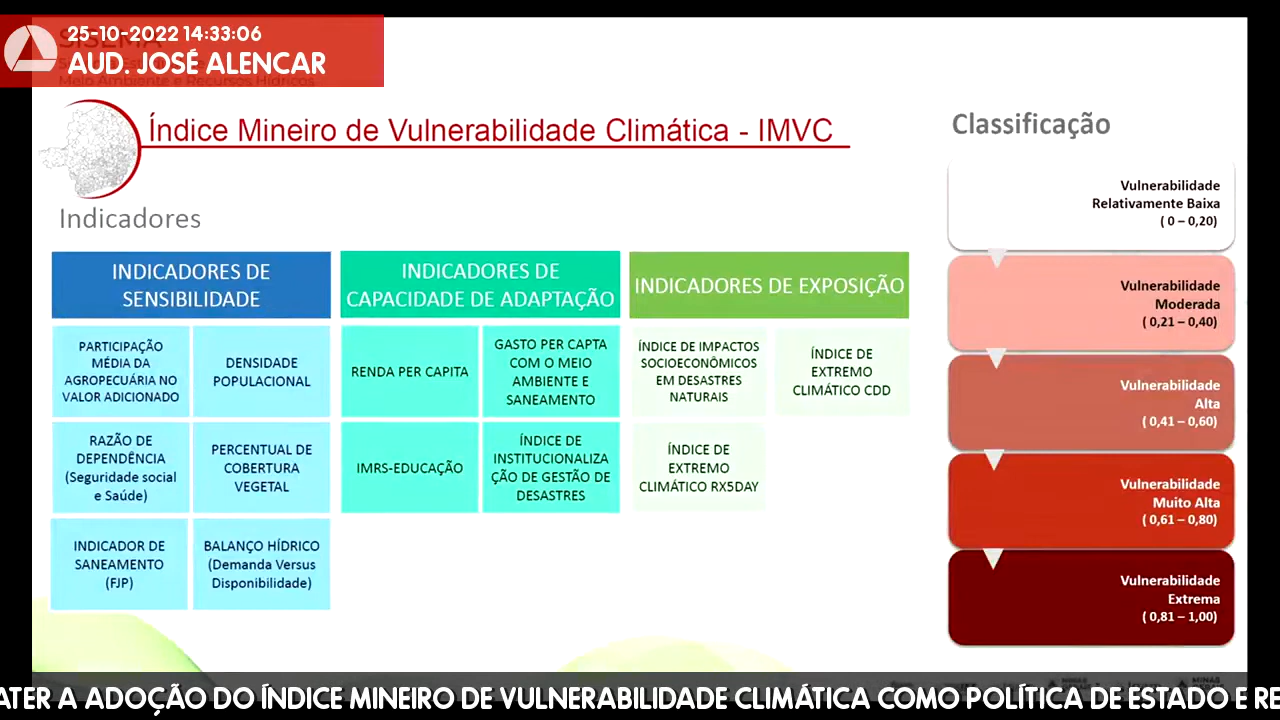 25-10-2022 14:33:06
AUD. JOSÉ ALENCAR
Índice Mineiro de Vulnerabilidade Climática - IMVC
Indicadores
INDICADORES DE
SENSIBILIDADE
PARTICIPAÇÃO
MÉDIA DA
AGROPECUÁRIA NO
VALOR ADICIONADO
DENSIDADE
POPULACIONAL
RAZÃO DE
DEPENDÊNCIA
(Seguridade social
e Saúde)
PERCENTUAL DE
COBERTURA
VEGETAL
INDICADOR DE
SANEAMENTO
(FJP)
BALANÇO HÍDRICO
(Demanda Versus
Disponibilidade)
INDICADORES DE
CAPACIDADE DE ADAPTAÇÃO
RENDA PER CAPITA
GASTO PER CAPTA
COM O MEIO
AMBIENTE E
SANEAMENTO
IMRS-EDUCAÇÃO
ÍNDICE DE
INSTITUCIONALIZA
ÇÃO DE GESTÃO DE
DESASTRES
INDICADORES DE EXPOSIÇÃO
ÍNDICE DE IMPACTOS
SOCIOECONÔMICOS
EM DESASTRES
NATURAIS
ÍNDICE DE
EXTREMO
CLIMÁTICO CDD
ÍNDICE DE
EXTREMO
CLIMÁTICO RX5DAY
Classificação
Vulnerabilidade
Relativamente Baixa
( 0 – 0,20)
Vulnerabilidade
Moderada
( 0,21 – 0,40)
Vulnerabilidade
Alta
( 0,41 – 0,60)
Vulnerabilidade
Muito Alta
( 0,61 – 0,80)
Vulnerabilidade
Extrema
( 0,81 – 1,00)
ATER A ADOÇÃO DO ÍNDICE MINEIRO DE VULNERABILIDADE CLIMÁTICA COMO POLÍTICA DE ESTADO E RE